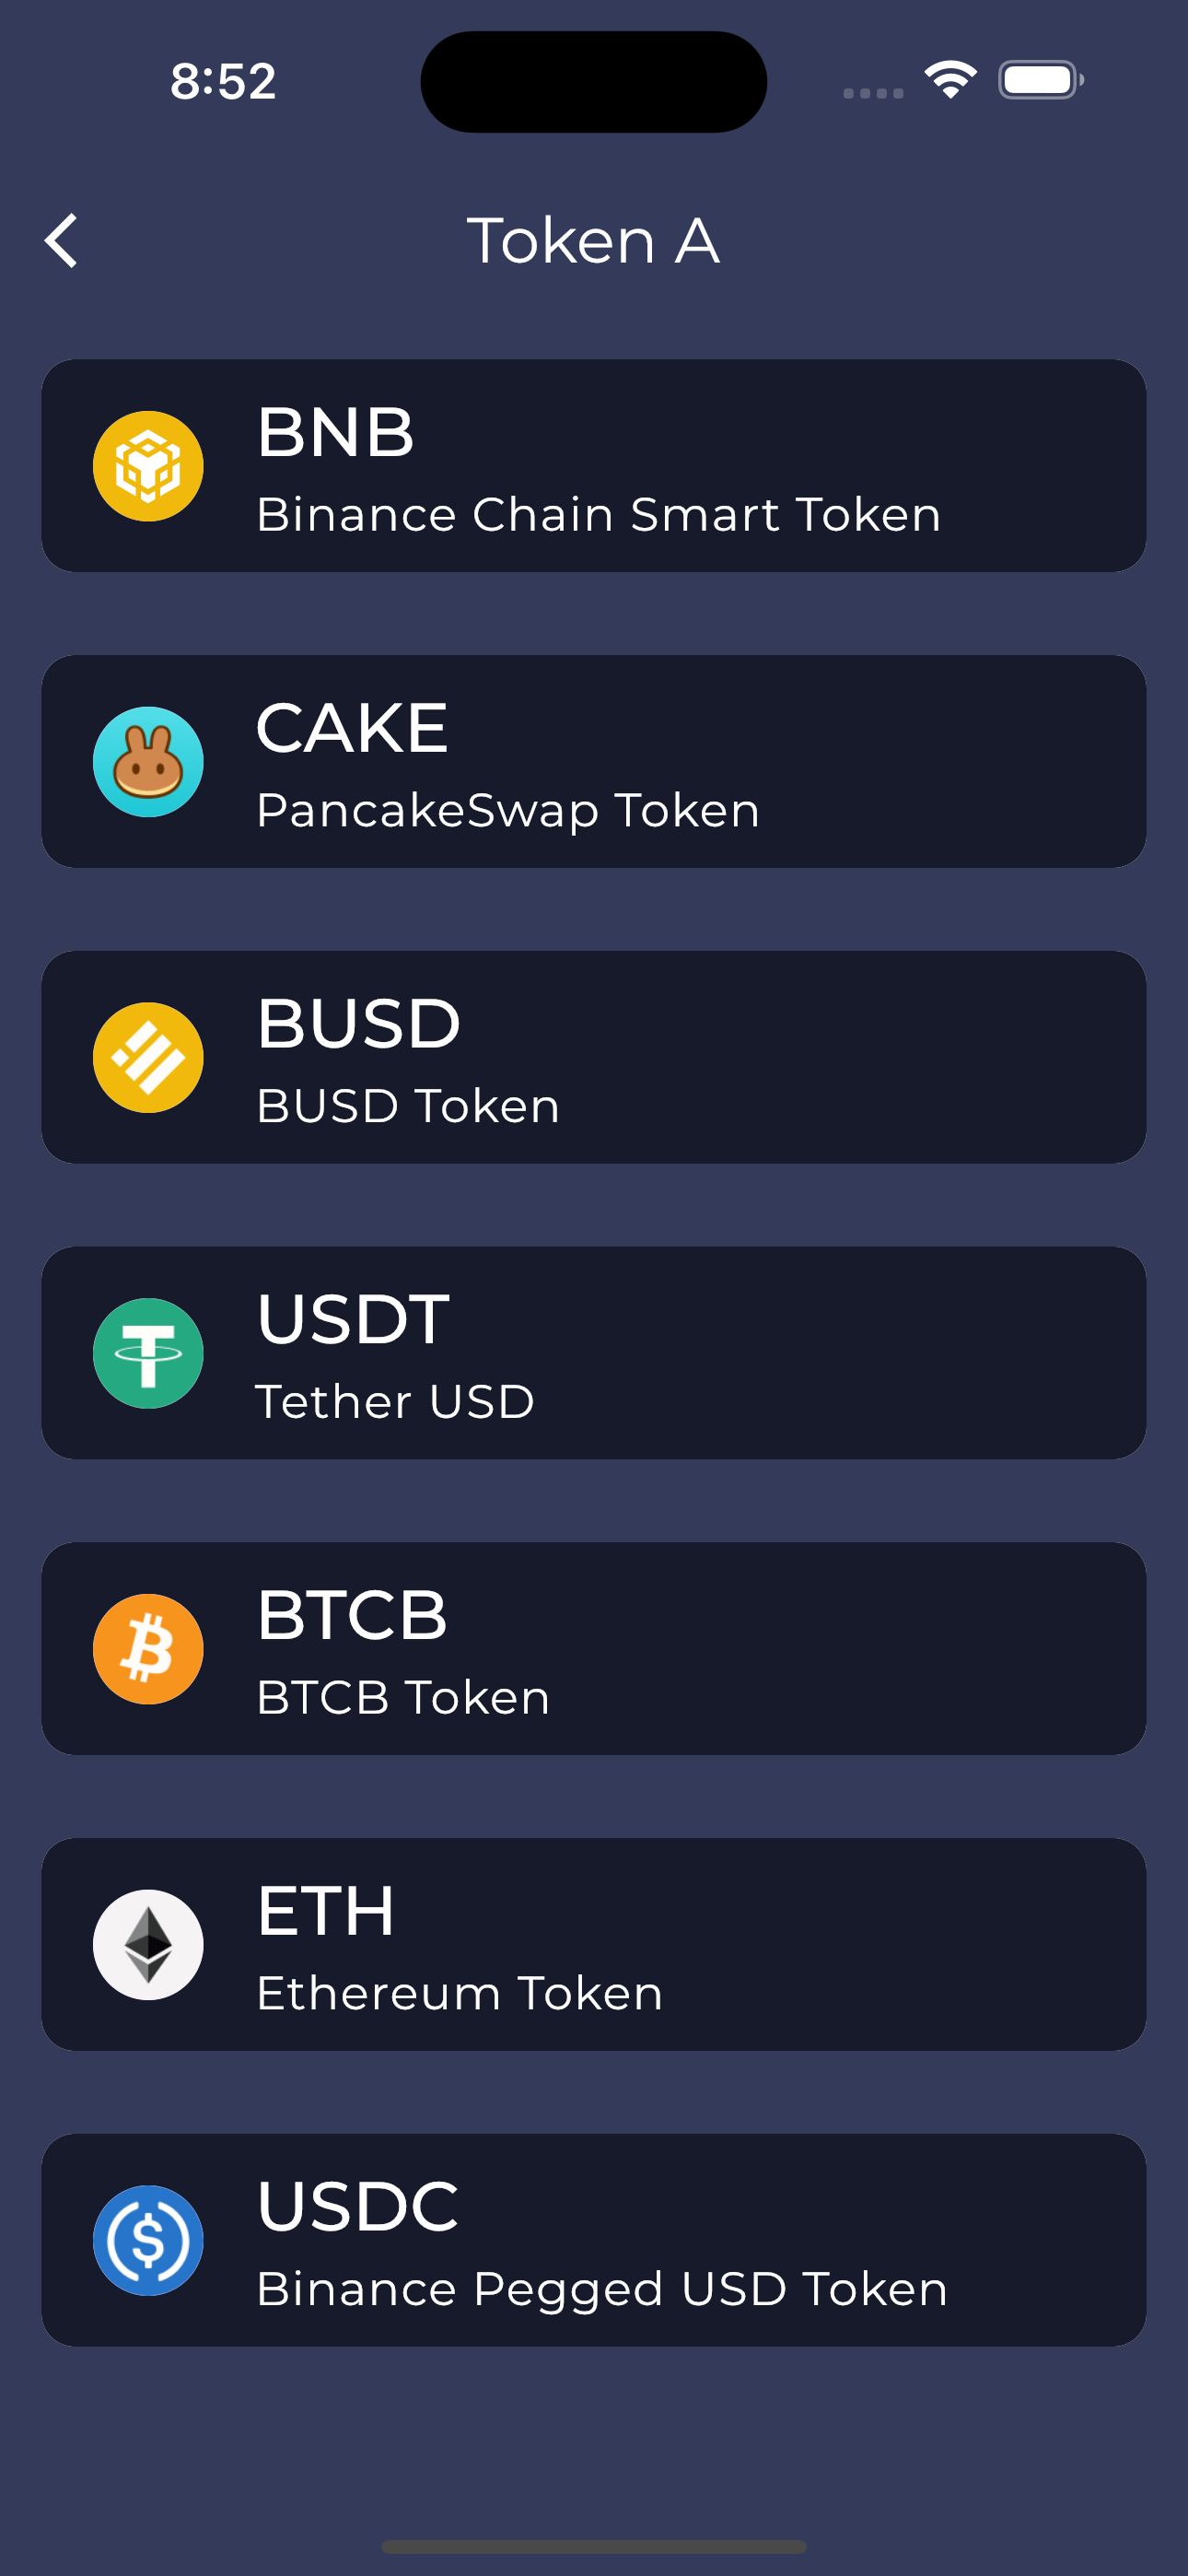 8:52
Token A
BNB
Binance Chain Smart Token
CAKE
PancakeSwap Token
BUSD
BUSD Token
USDT
Tether USD
BTCB
BTCB Token
ETH
Ethereum Token
USDC
Binance Pegged USD Token